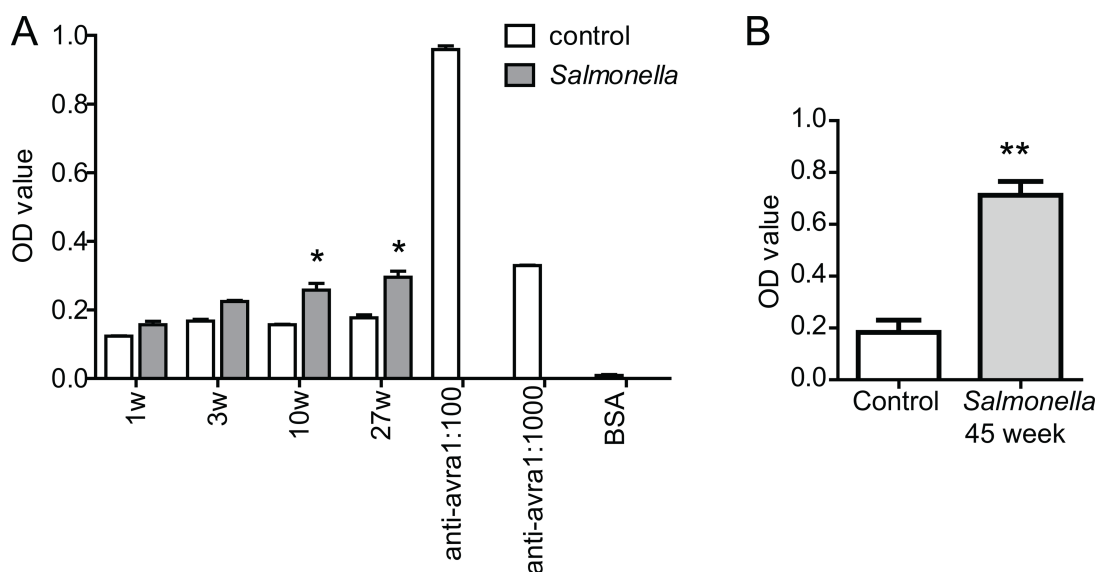 A
1.0
0.8
0.6
0.4
0.2
0.0
OD value
control
Salmonella
*
*
1w
3w
10w
27w
anti-avra1:100
anti-avra1:1000
BSA
B
1.0
0.8
0.6
0.4
0.2
0.0
OD value
**
Control
Salmonella
45 week